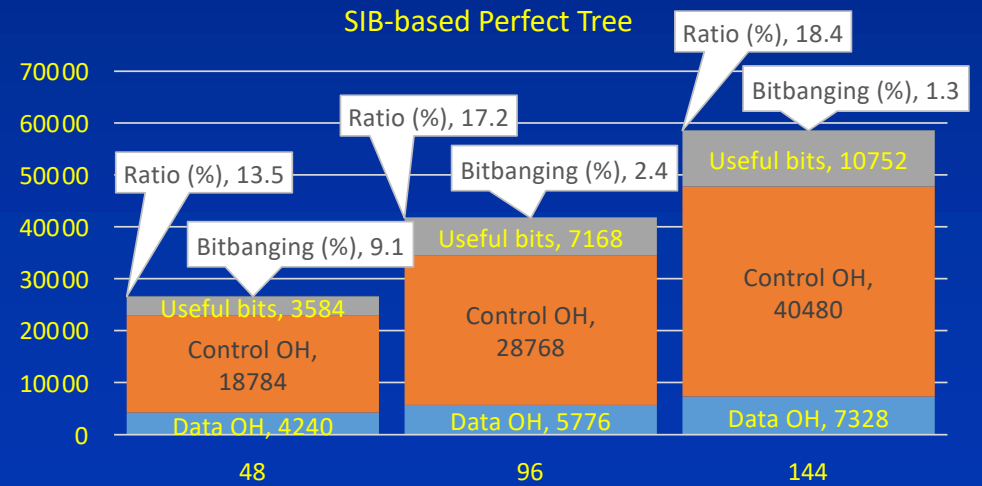 SIB-based Perfect Tree
Ratio (%), 18.4
70000
Bitbanging (%), 1.3
60000
Ratio (%), 17.2
Useful bits, 10752
50000
Ratio (%), 13.5
Bitbanging (%), 2.4
40000
Useful bits, 7168
Bitbanging (%), 9.1
30000
Control OH,
40480
Useful bits, 3584
Control OH,
28768
20000
Control OH,
18784
10000
Data OH, 4240
Data OH, 5776
Data OH, 7328
0
48
96
144